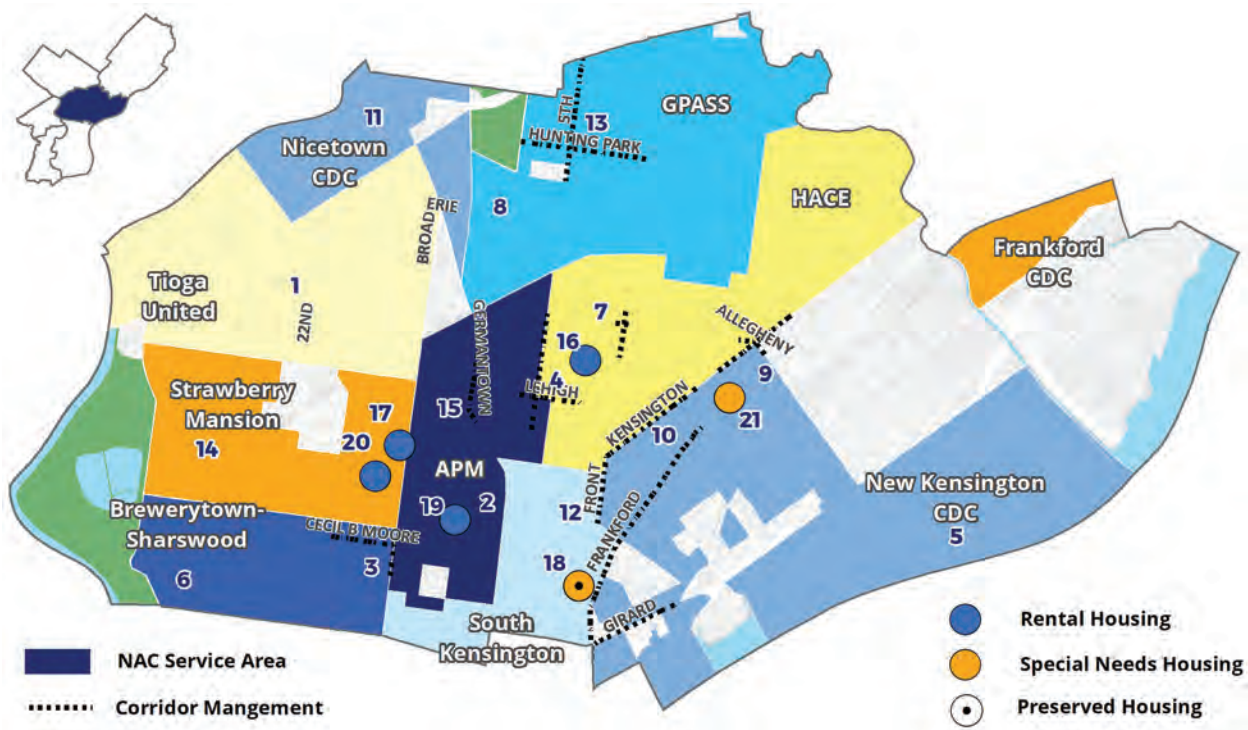 11
Nicetown
CDC
5TH
13
HUNTING PARK
GPASS
HACE
BROAD
ERIE
8
Frankford
CDC
Tioga
United
1
22ND
GERMANTOWN
7
16
4
LEHIGH
ALLEGHENY
9
Strawberry
Mansion
17
15
KENSINGTON
21
14
20
10
APM
FRONT
New Kensington
CDC
5
Brewerytown-
Sharswood
19
2
12
FRANKFORD
CECIL B MOORE
6
3
18
GIRARD
South
Kensington
NAC Service Area
Corridor Mangement
Rental Housing
Special Needs Housing
Preserved Housing